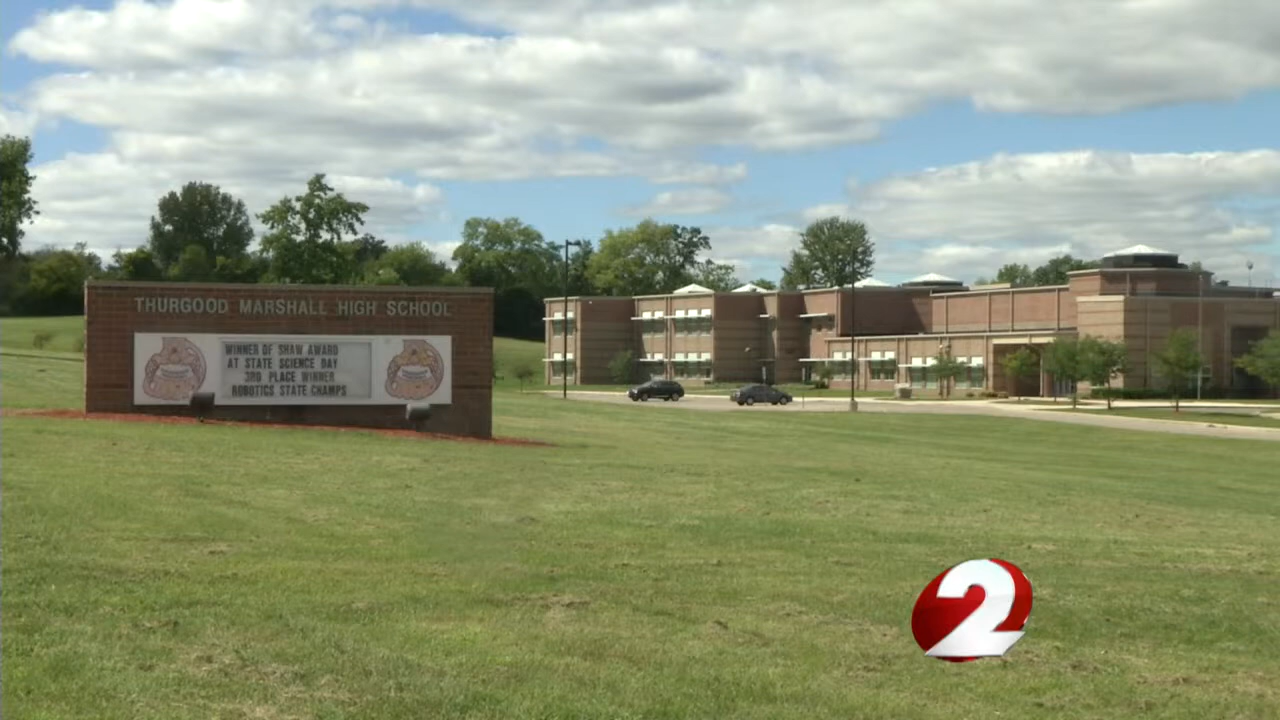 THURGOOD MARSHALL HIGH SCHOOL
WINNER OF SHAW AWARD
AT STATE SCIENCE DAY
3RD PLACE WINNER
ROBOTICS STATE CHAMPS
2